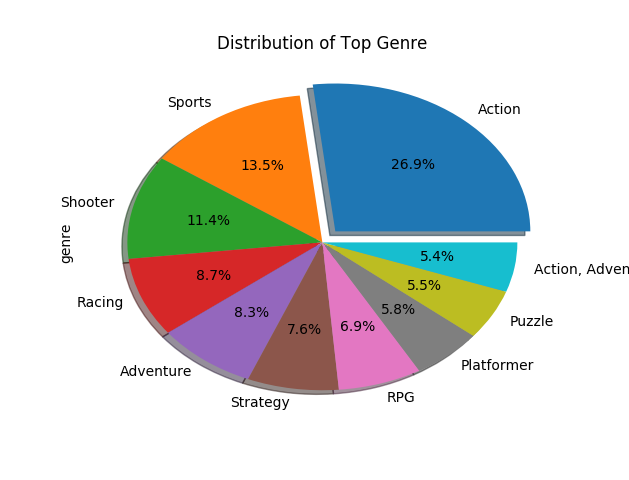 Distribution of Top Genre
Action
26.9%
Sports
13.5%
Shooter
11.4%
genre
Racing
8.7%
Adventure
8.3%
Strategy
7.6%
RPG
6.9%
Platformer
5.8%
Puzzle
5.5%
Action, Adven
5.4%